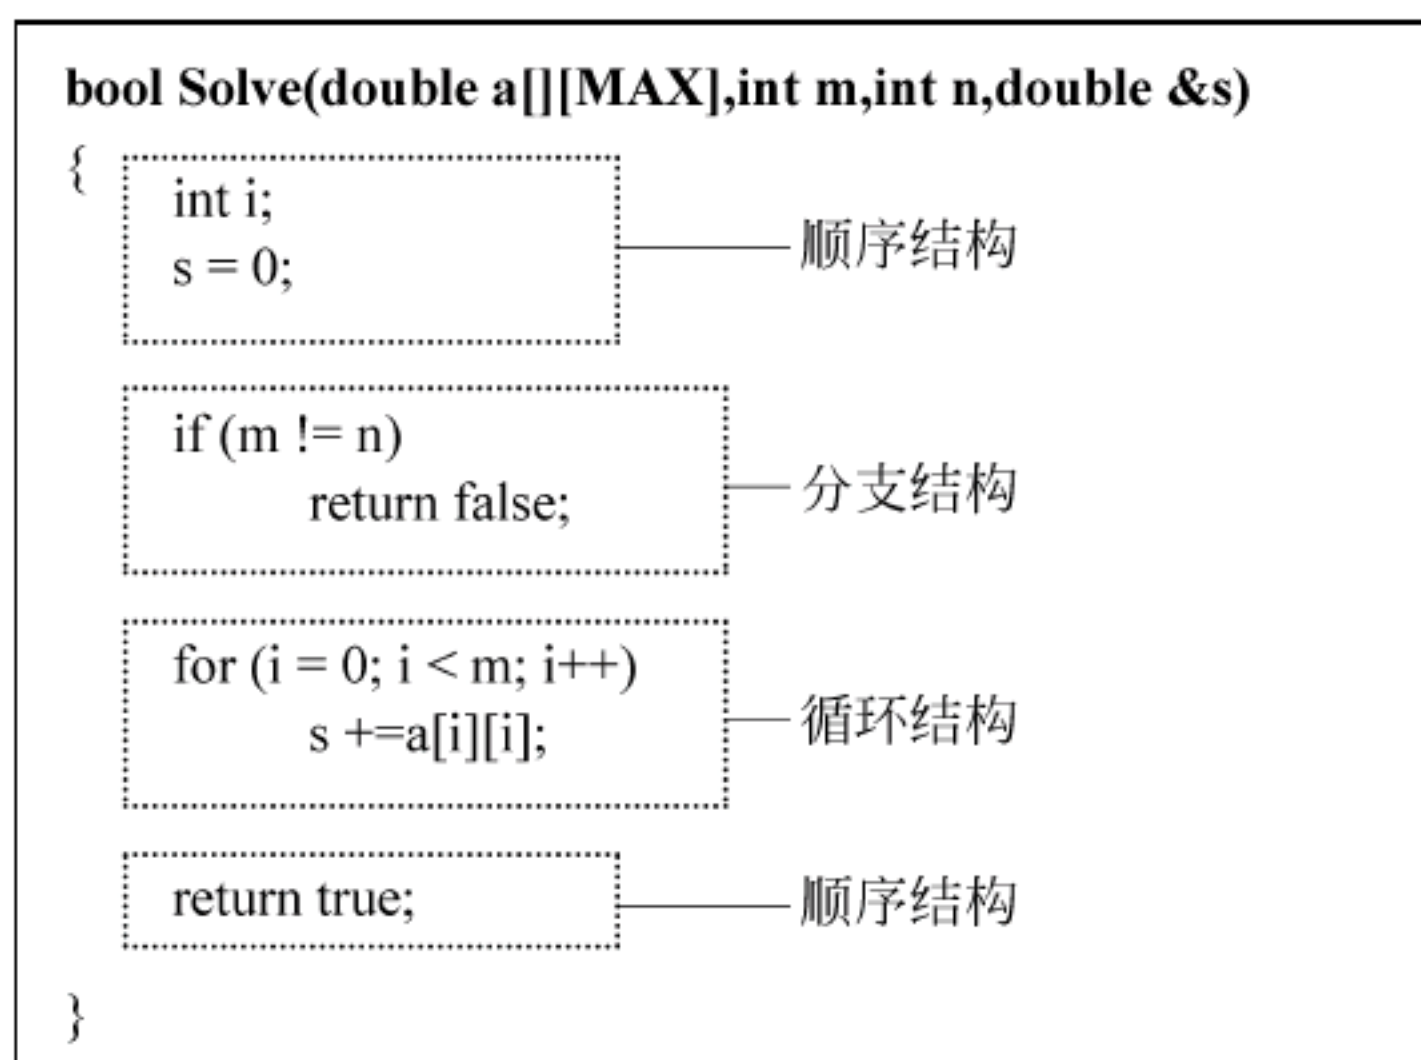 bool Solve(double a[][MAX],int m,int n,double &s)
{
int i;
s = 0;
顺序结构
if (m != n)
return false;
分支结构
for (i = 0; i < m; i++)
s +=a[i][i];
循环结构
return true;
顺序结构
}